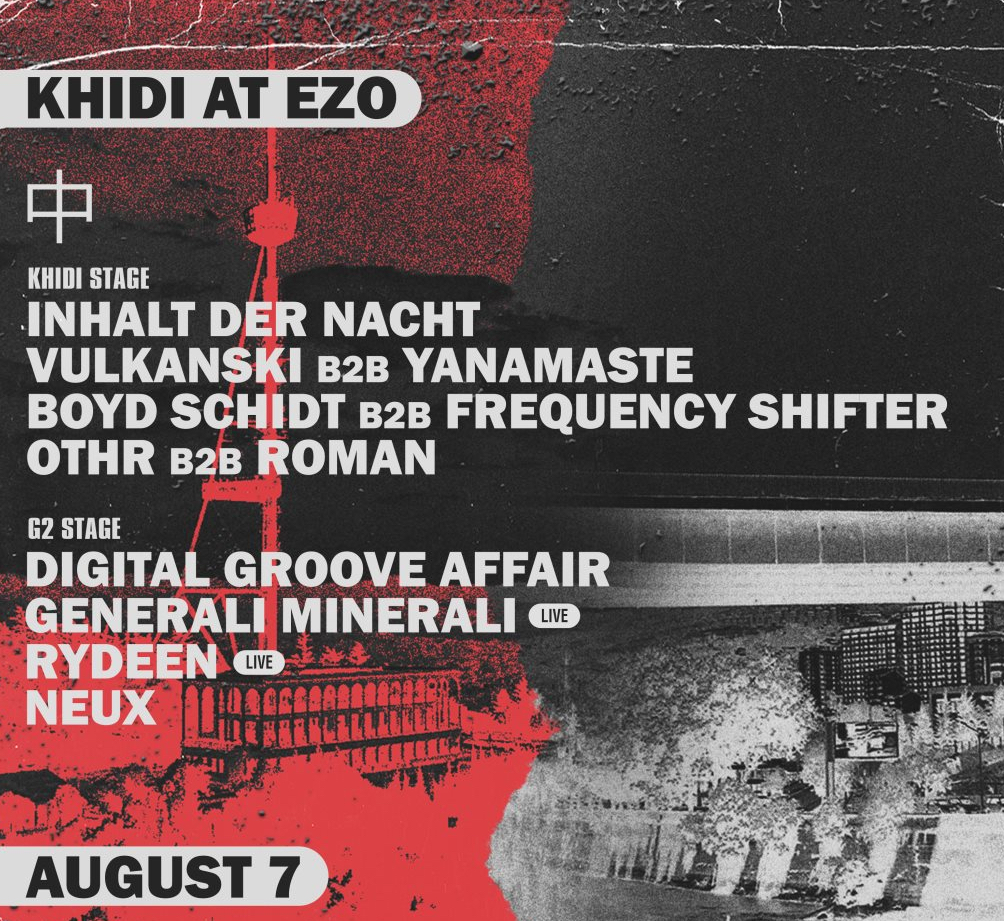 KHIDI AT EZO
KHIDI STAGE
INHALT DER NACHT
VULKANSKI B2B YANAMASTE
BOYD SCHIDT B2B FREQUENCY SHIFTER
OTHR B2B ROMAN
G2 STAGE
DIGITAL GROOVE AFFAIR
GENERALI MINERALI LIVE
RYDEEN LIVE
NEUX
AUGUST 7